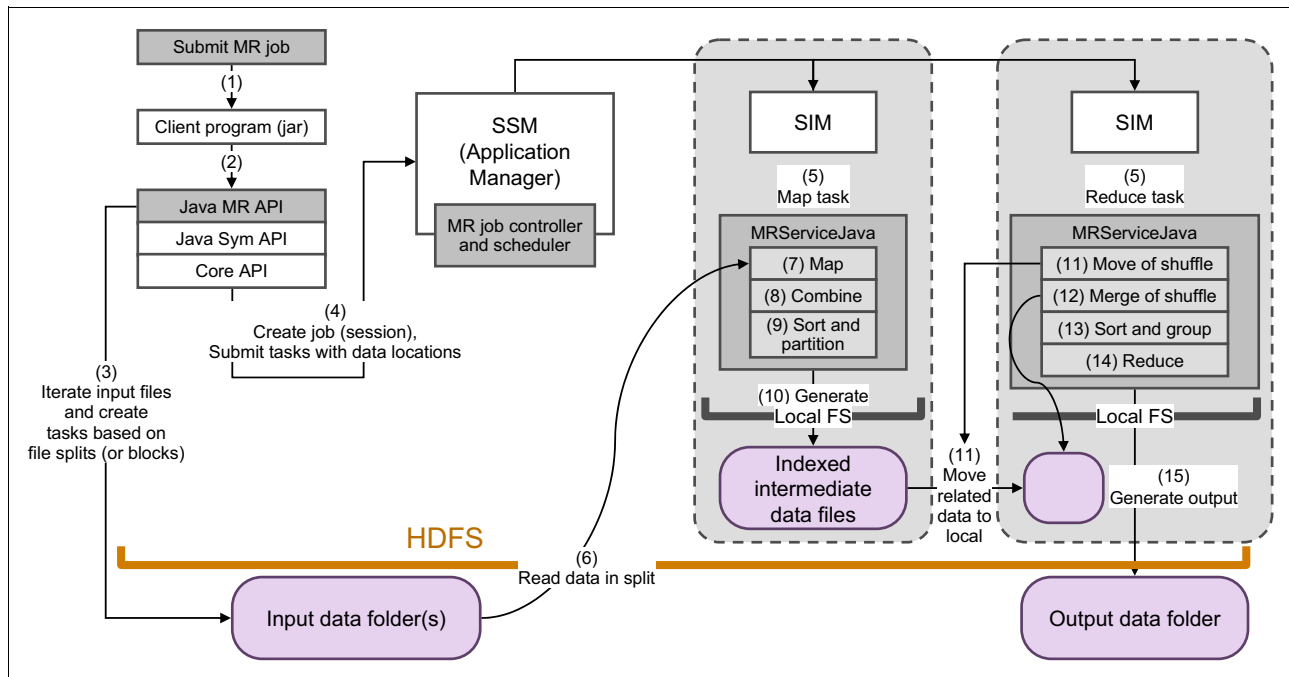 Submit MR job
(1)
Client program (jar)
(2)
Java MR API
Java Sym API
Core API
(3)
Iterate input files
and create
tasks based on
file splits (or blocks)
(4)
Create job (session),
Submit tasks with data locations
SSM
(Application
Manager)
MR job controller
and scheduler
SIM
(5)
Map task
MRServiceJava
(7) Map
(8) Combine
(9) Sort and
partition
(10) Generate
Local FS
Indexed
intermediate
data files
SIM
(5)
Reduce task
MRServiceJava
(11) Move of shuffle
(12) Merge of shuffle
(13) Sort and group
(14) Reduce
Local FS
(11)
Move
related
data to
local
(15)
Generate output
HDFS
(6)
Read data in split
Input data folder(s)
Output data folder